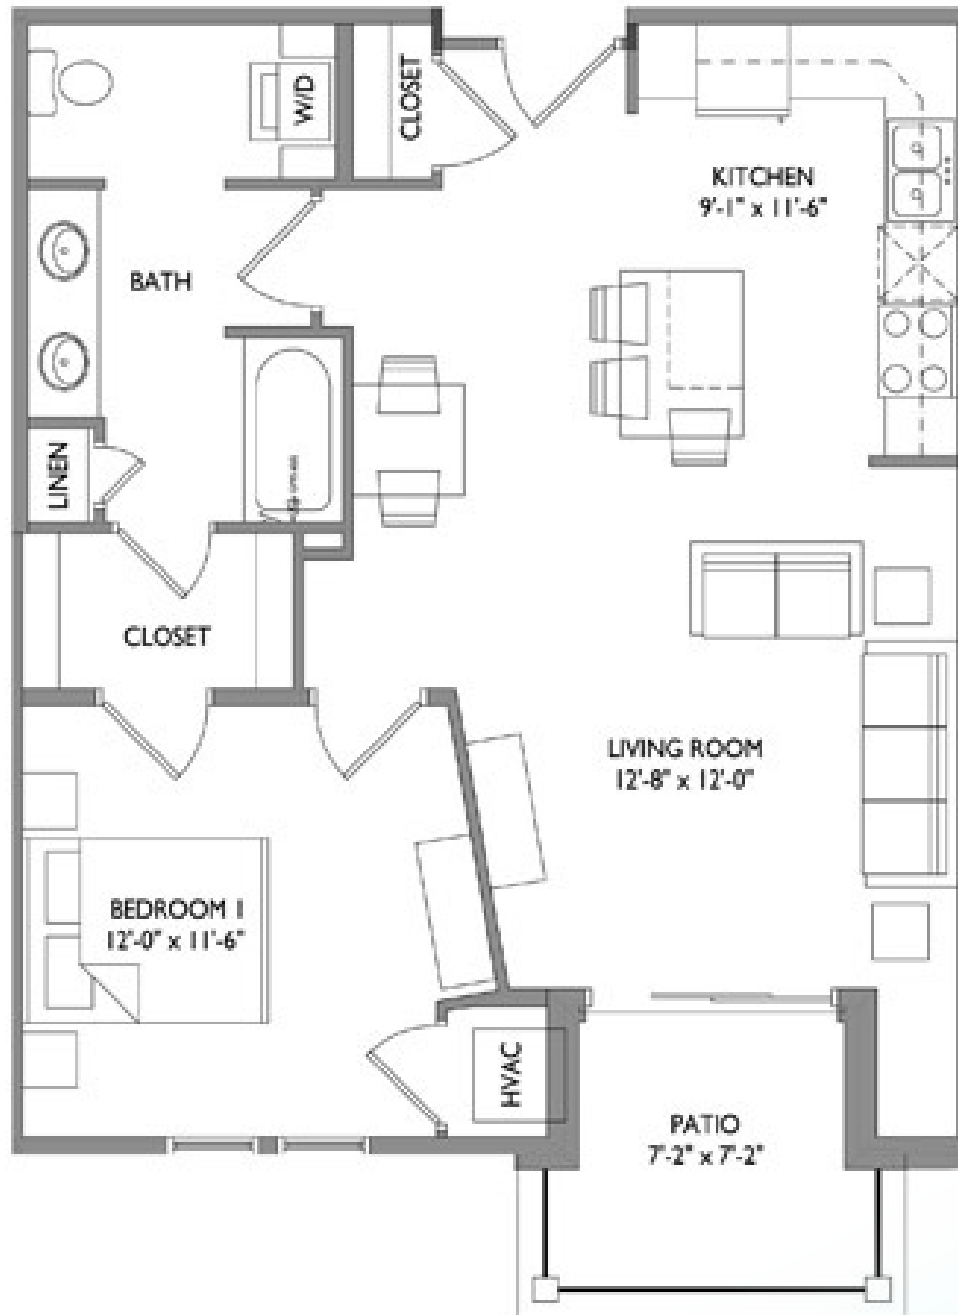 W/D
CLOSET
KITCHEN
9'-1" x 11'-6"
BATH
LINEN
CLOSET
LIVING ROOM
12'-8" x 12'-0"
BEDROOM 1
12'-0" x 11'-6"
HVAC
PATIO
7'-2" x 7'-2"